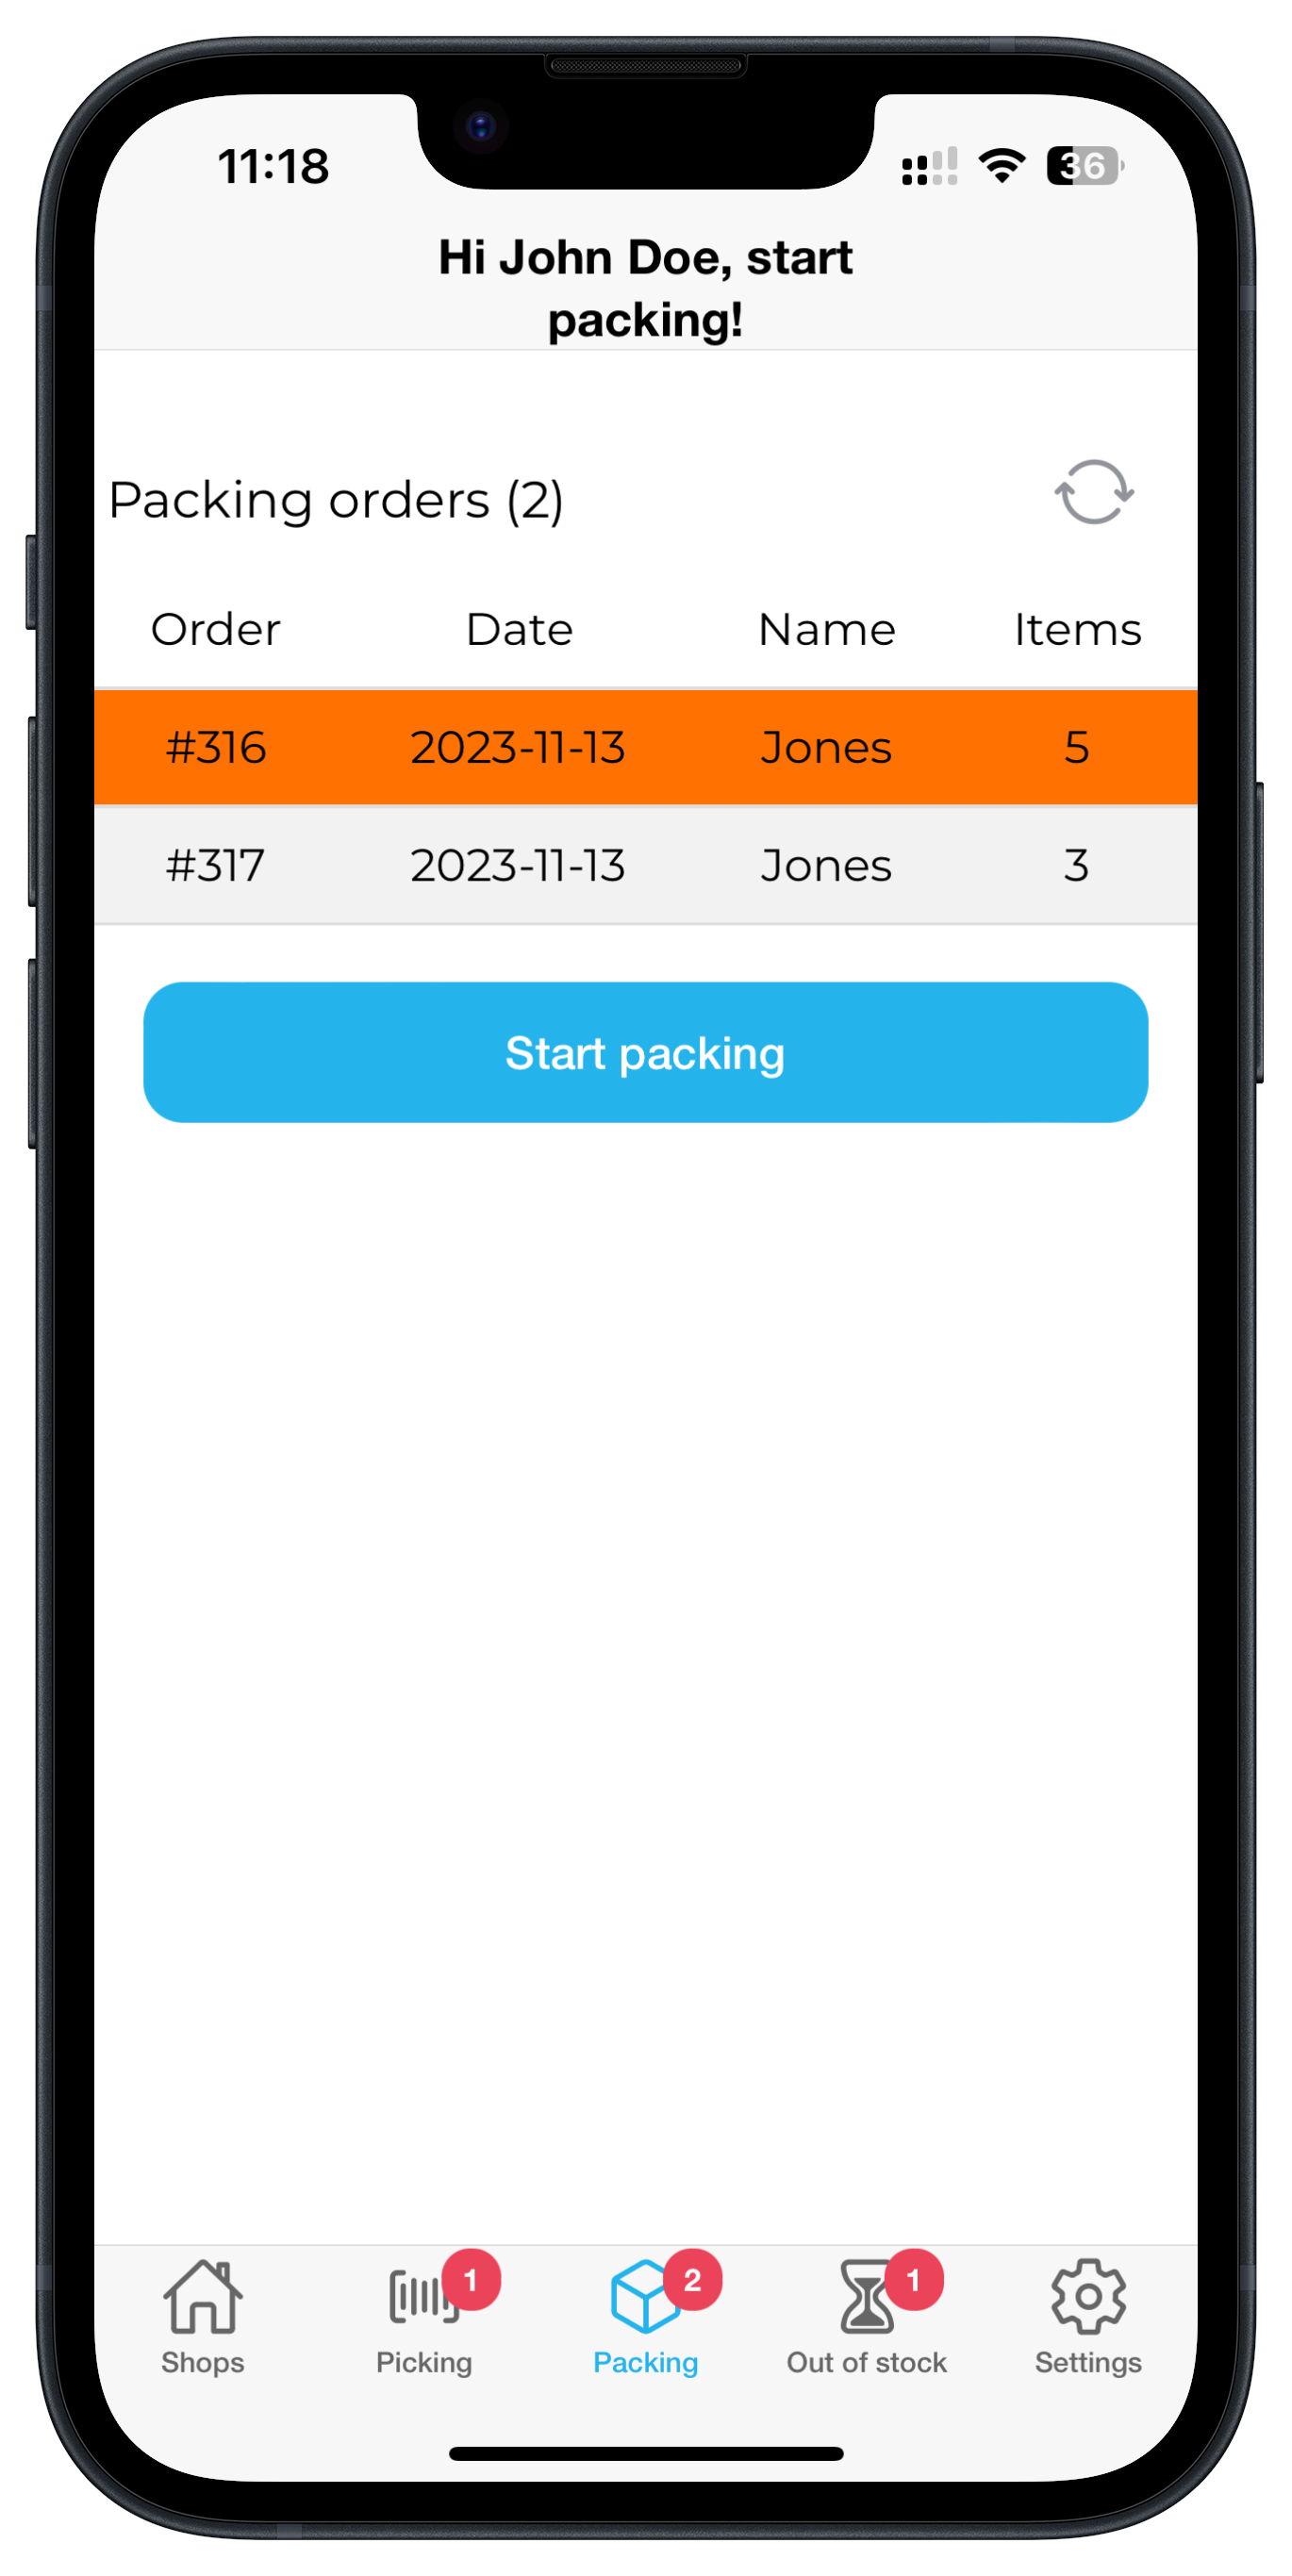 11:18 36
Hi John Doe, start
packing!
Packing orders (2)
Order Date Name Items
#316 2023-11-13 Jones 5
#317 2023-11-13 Jones 3
Start packing
1 2 1
Shops Picking Packing Out of stock Settings